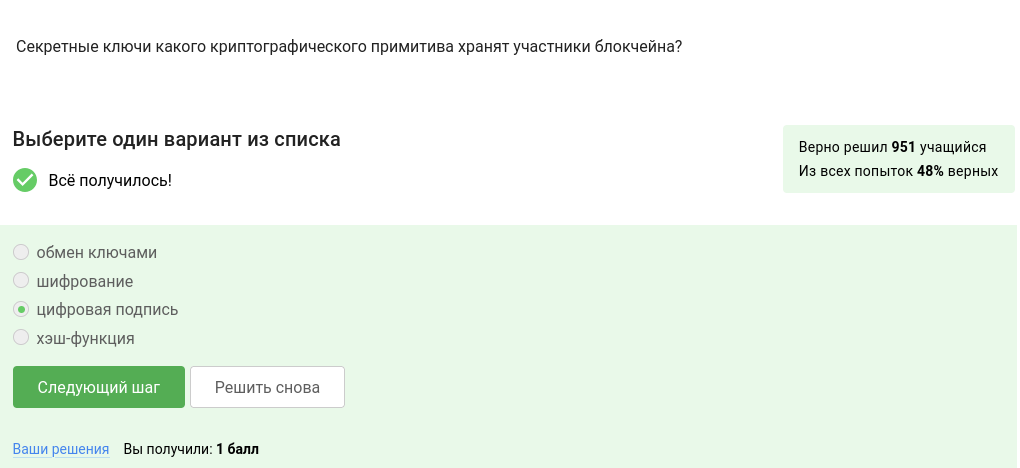 Секретные ключи какого криптографического примитива хранят участники блокчейна?
Выберите один вариант из списка
Всё получилось!
Верно решил 951 учащийся
Из всех попыток 48% верных
обмен ключами
шифрование
цифровая подпись
хэш-функция
Следующий шаг
Решить снова
Ваши решения
Вы получили: 1 балл